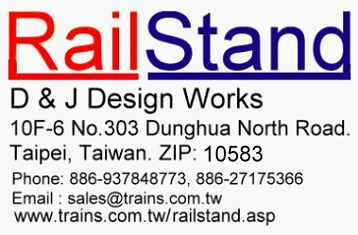 RailStand
D & J Design Works
10F-6 No.303 Dunghua North Road.
Taipei, Taiwan. ZIP: 10583
Phone: 886-937848773, 886-27175366
Email : sales@trains.com.tw
www.trains.com.tw/railstand.asp